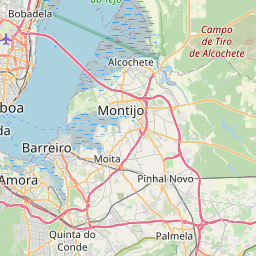 do Tejo
Bobadela
Campo
de Tiro
de Alcochete
Alcochete
Montijo
boa
da
Barreiro
Moita
Amora
Pinhal Novo
Quinta do
Conde
Palmela